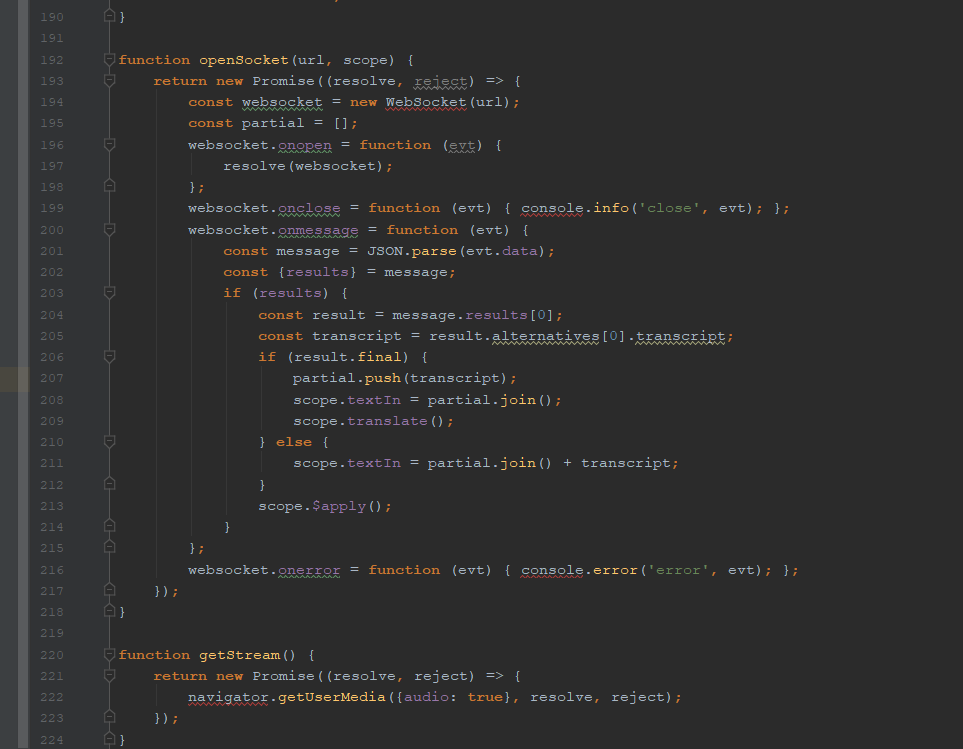 190 }
191
192 function openSocket(url, scope) {
193     return new Promise((resolve, reject) => {
194         const websocket = new WebSocket(url);
195         const partial = [];
196         websocket.onopen = function (evt) {
197             resolve(websocket);
198         };
199         websocket.onclose = function (evt) { console.info('close', evt); };
200         websocket.onmessage = function (evt) {
201             const message = JSON.parse(evt.data);
202             const {results} = message;
203             if (results) {
204                 const result = message.results[0];
205                 const transcript = result.alternatives[0].transcript;
206                 if (result.final) {
207                     partial.push(transcript);
208                     scope.textIn = partial.join();
209                     scope.translate();
210                 } else {
211                     scope.textIn = partial.join() + transcript;
212                 }
213                 scope.$apply();
214             }
215         };
216         websocket.onerror = function (evt) { console.error('error', evt); };
217     });
218 }
219
220 function getStream() {
221     return new Promise((resolve, reject) => {
222         navigator.getUserMedia({audio: true}, resolve, reject);
223     });
224 }